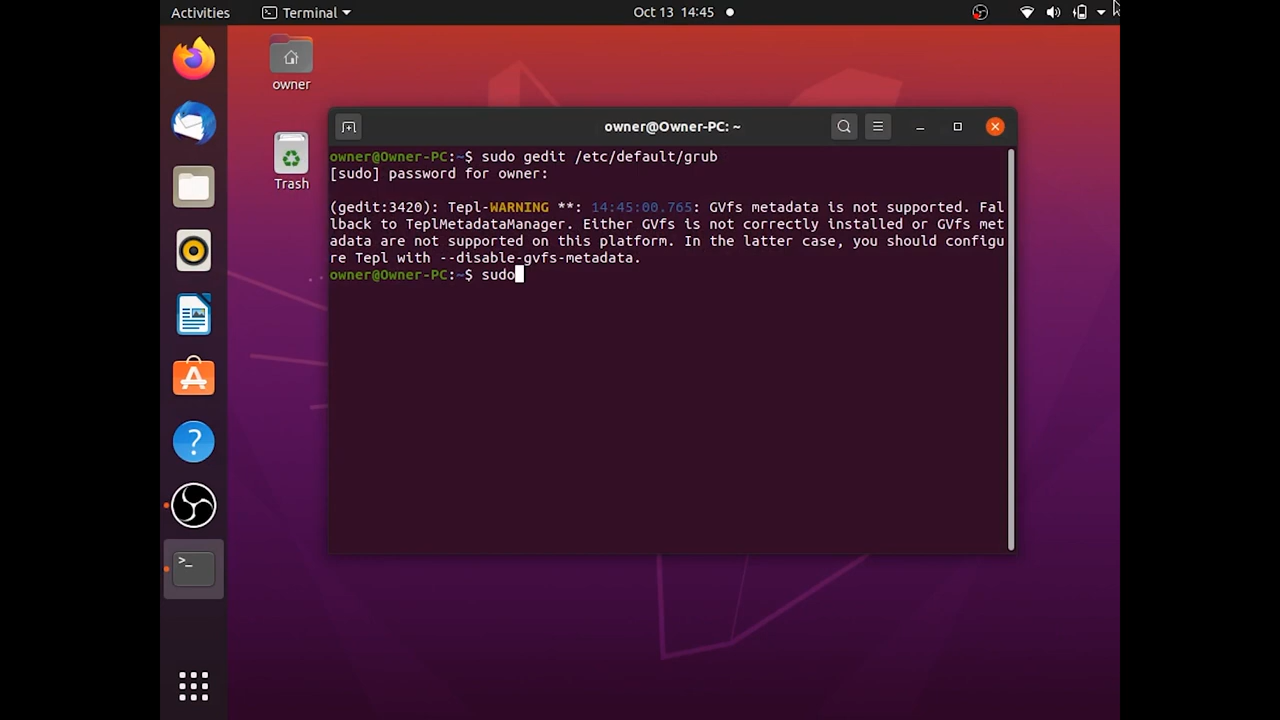 Activities
Terminal
Oct 13 14:45
owner
Trash
owner@Owner-PC: ~
owner@Owner-PC:~$ sudo gedit /etc/default/grub
[sudo] password for owner:
(gedit:3420): Tepl-WARNING **: 14:45:00.765: GVfs metadata is not supported. Fal
lback to TeplMetadataManager. Either GVfs is not correctly installed or GVfs met
adata are not supported on this platform. In the latter case, you should configu
re Tepl with --disable-gvfs-metadata.
owner@Owner-PC:~$ sudo